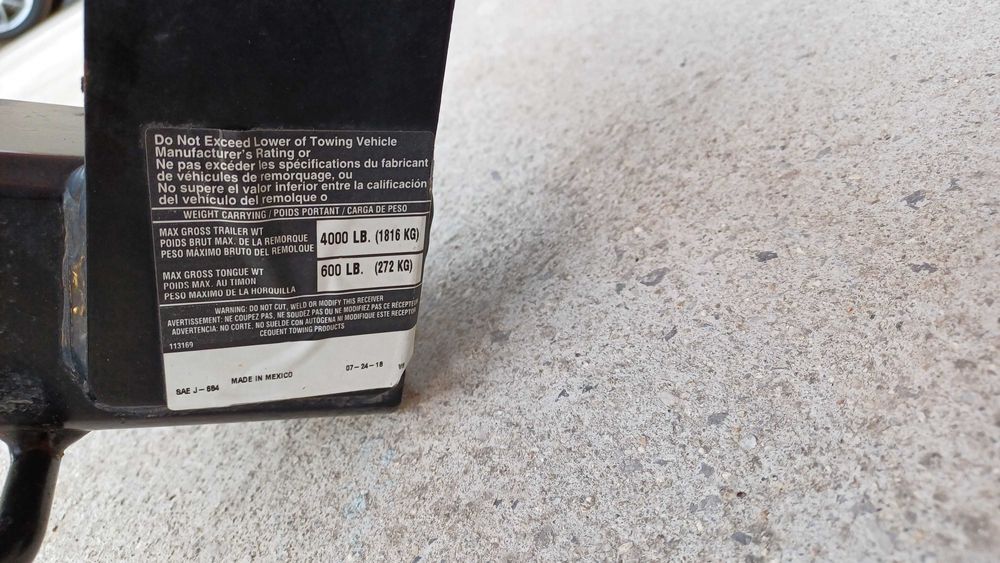 Do Not Exceed Lower of Towing Vehicle
Manufacturer's Rating or
Ne pas excéder les spécifications du fabricant
de véhicules de remorquage, ou
No supere el valor inferior entre la calificación
del vehículo del remolque o
WEIGHT CARRYING / POIDS PORTANT / CARGA DE PESO
MAX GROSS TRAILER WT
POIDS BRUT MAX. DE LA REMORQUE
PESO MÁXIMO BRUTO DEL REMOLQUE
4000 LB. (1816 KG)
MAX GROSS TONGUE WT
POIDS MAX. AU TIMON
PESO MAXIMO DE LA HORQUILLA
600 LB. (272 KG)
WARNING: DO NOT CUT, WELD OR MODIFY THIS RECEIVER
AVERTISSEMENT: NE COUPEZ PAS, NE SOUDEZ PAS OU NE MODIFIEZ PAS CE RÉCEPTEUR
ADVERTENCIA: NO CORTE, NO SUELDE CON AUTÓGENA NI MODIFIQUE ESTE RECEPTOR
CEQUENT TOWING PRODUCTS
113169
SAE J-684 MADE IN MEXICO 07-24-18